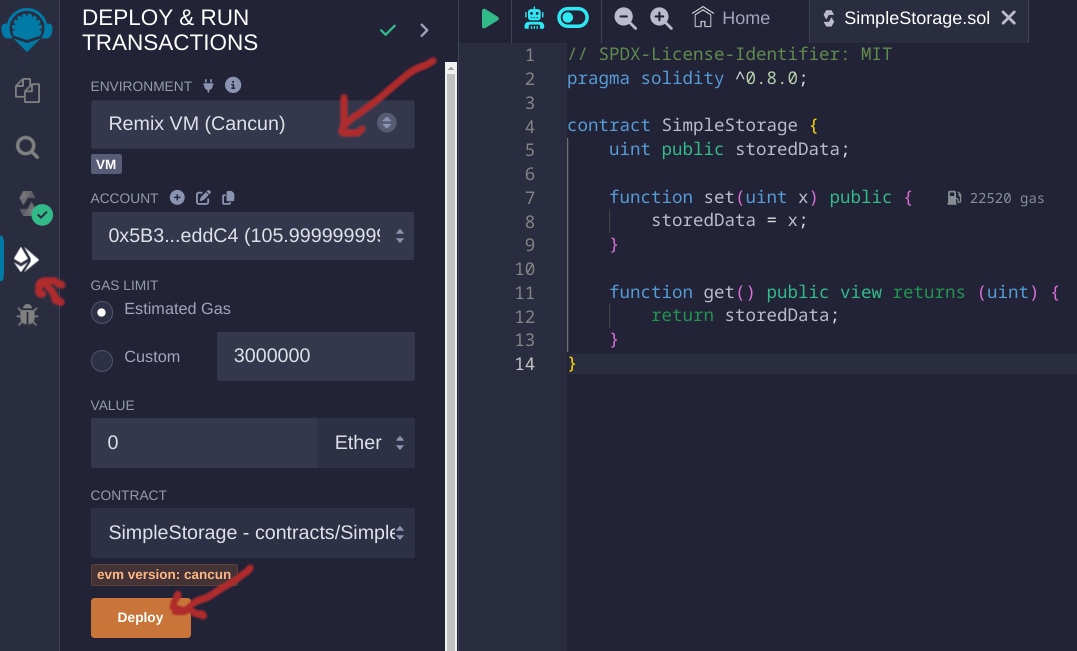 DEPLOY & RUN
TRANSACTIONS
ENVIRONMENT
Remix VM (Cancun)
VM
ACCOUNT
0x5B3...eddC4 (105.999999999
GAS LIMIT
Estimated Gas
Custom
3000000
VALUE
0
Ether
CONTRACT
SimpleStorage - contracts/Simple
evm version: cancun
Deploy
Home
SimpleStorage.sol
1 // SPDX-License-Identifier: MIT
2 pragma solidity ^0.8.0;
3
4 contract SimpleStorage {
5 uint public storedData;
6
7 function set(uint x) public { 22520 gas
8 storedData = x;
9 }
10
11 function get() public view returns (uint) {
12 return storedData;
13 }
14 }